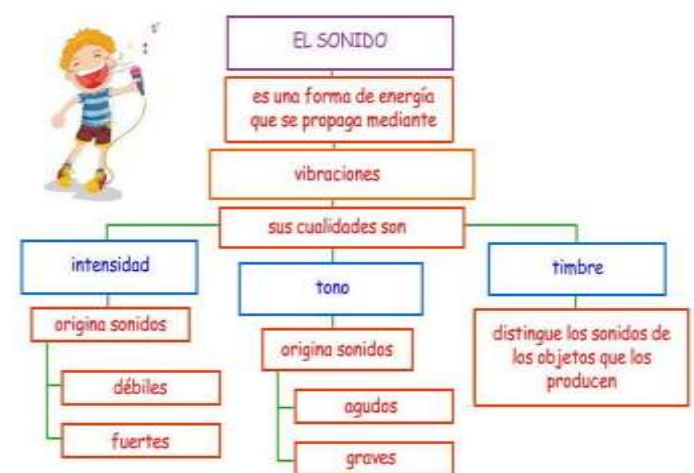 EL SONIDO
es una forma de energía
que se propaga mediante
vibraciones
sus cualidades son
intensidad
origina sonidos
débiles
fuertes
tono
origina sonidos
agudos
graves
timbre
distingue los sonidos de
los objetos que los
producen